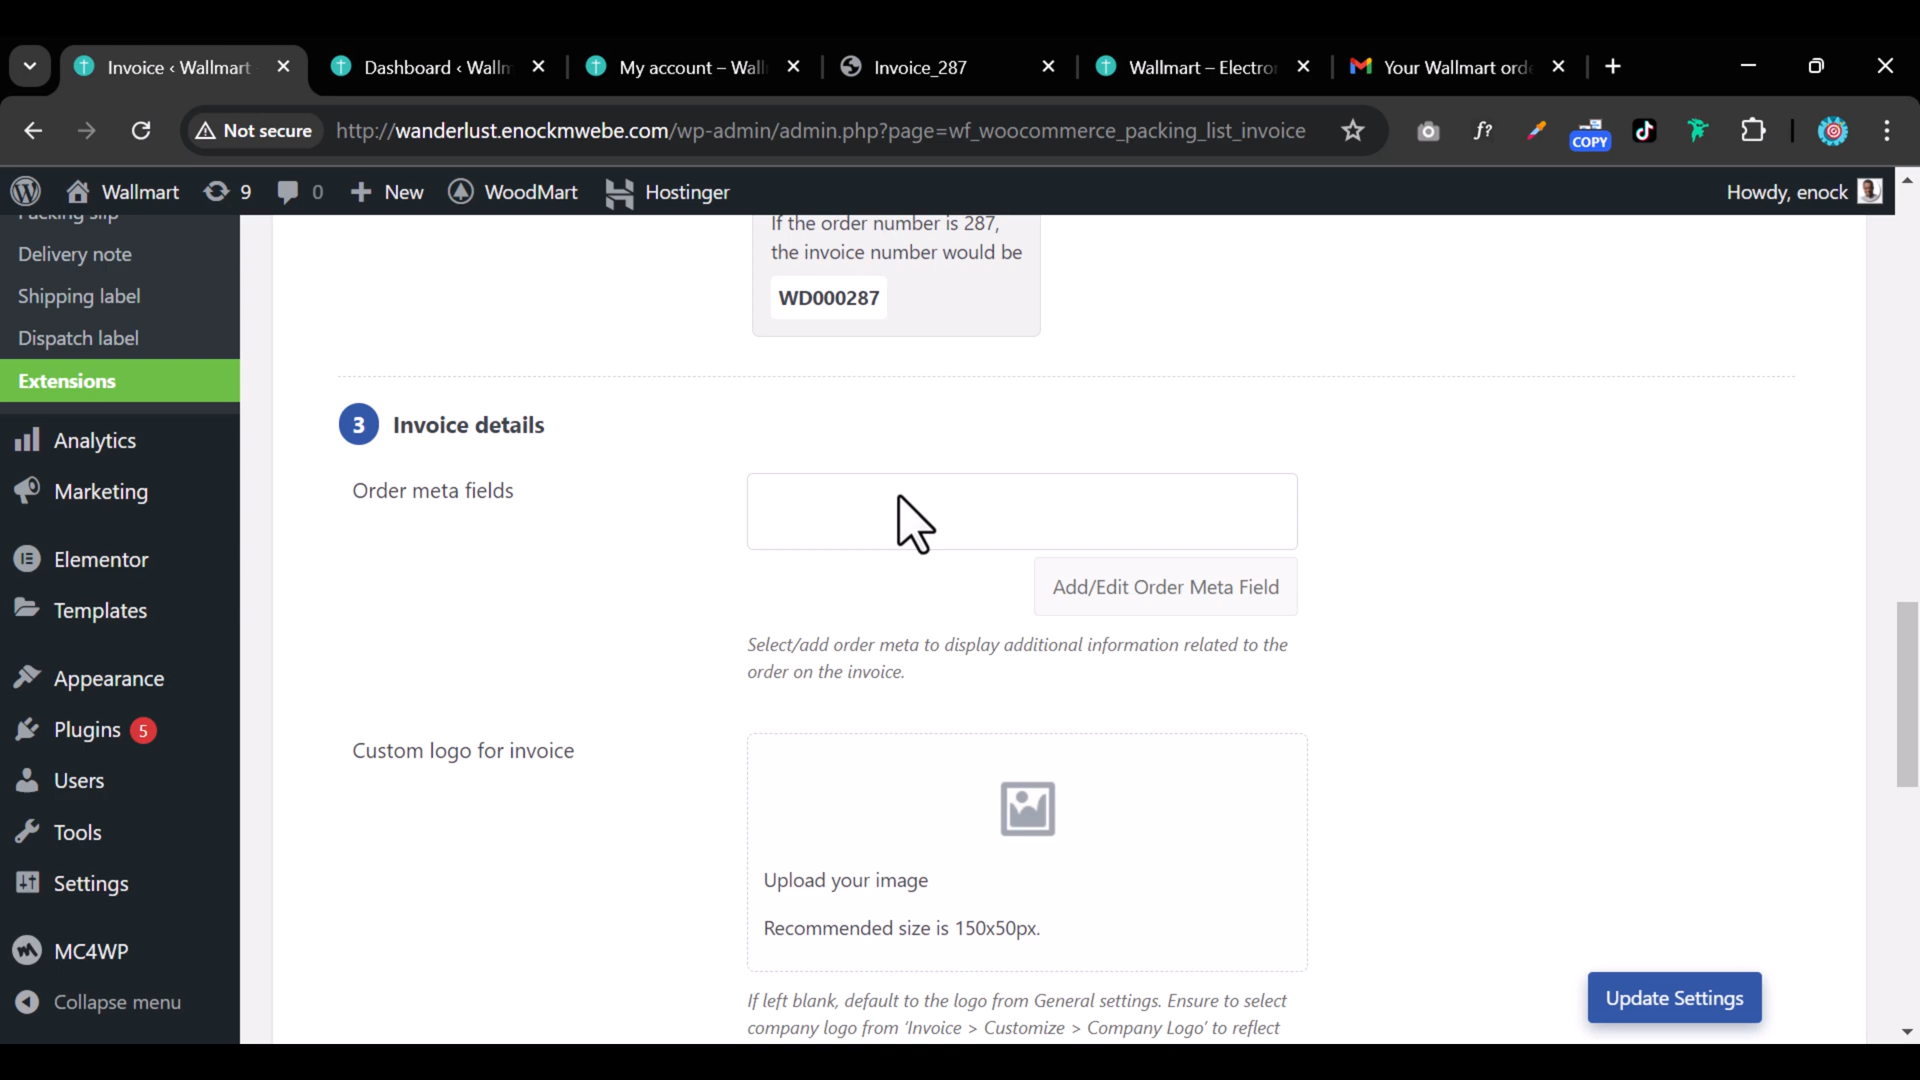 Invoice ‹ Wallmart
Dashboard ‹ Wallm
My account – Wall
Invoice_287
Wallmart – Electro
Your Wallmart ord
Not secure
http://wanderlust.enockmwebe.com/wp-admin/admin.php?page=wf_woocommerce_packing_list_invoice
f?
COPY
Wallmart
9
0
New
WoodMart
Hostinger
Howdy, enock
Packing slip
Delivery note
Shipping label
Dispatch label
Extensions
Analytics
Marketing
Elementor
Templates
Appearance
Plugins 5
Users
Tools
Settings
MC4WP
Collapse menu
If the order number is 287,
the invoice number would be
WD000287
3 Invoice details
Order meta fields
Add/Edit Order Meta Field
Select/add order meta to display additional information related to the
order on the invoice.
Custom logo for invoice
Upload your image
Recommended size is 150x50px.
If left blank, default to the logo from General settings. Ensure to select
company logo from 'Invoice > Customize > Company Logo' to reflect
Update Settings